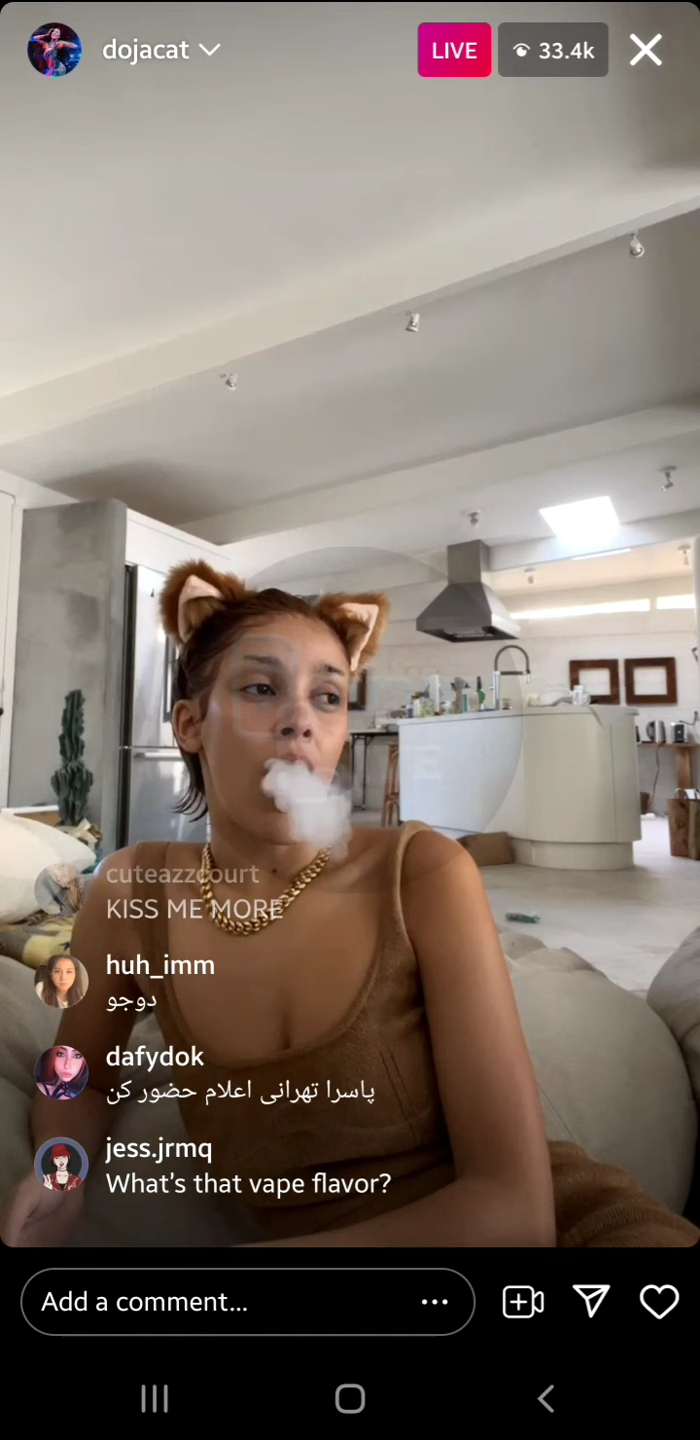 dojacat
LIVE
33.4k
cuteazzcourt
KISS ME MORE
huh_imm
دوجو
dafydok
پاسرا تهرانی اعلام حضور کن
jess.jrmq
What's that vape flavor?
Add a comment...